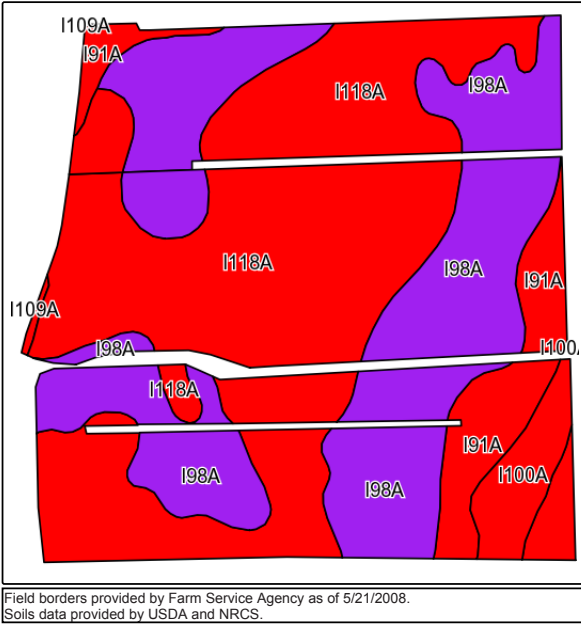 I109A
I91A
I118A
I98A
I118A
I98A
I91A
I109A
I98A
I100A
I118A
I91A
I98A
I98A
I100A
Field borders provided by Farm Service Agency as of 5/21/2008.
Soils data provided by USDA and NRCS.